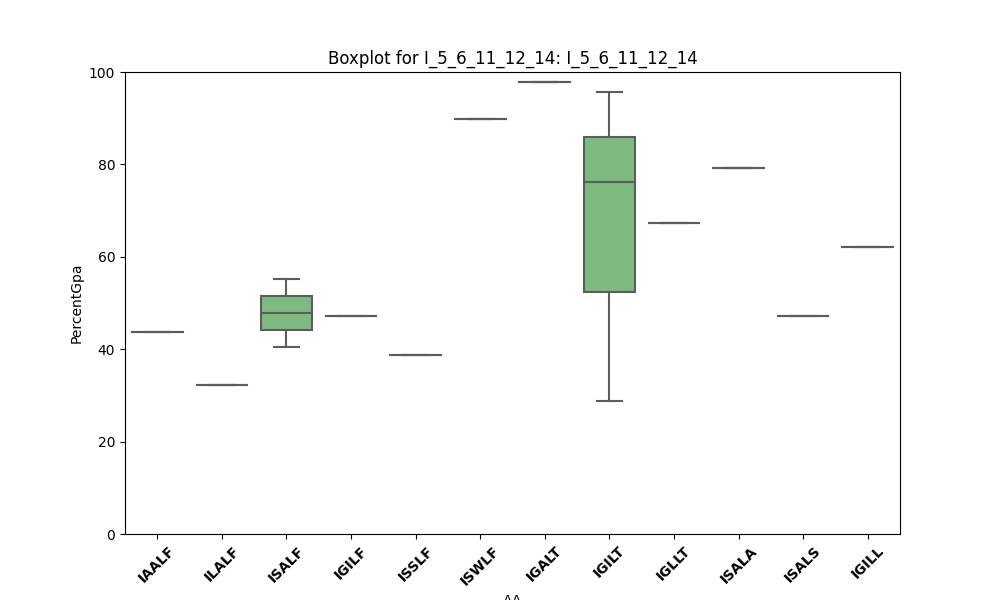 Boxplot for I_5_6_11_12_14: I_5_6_11_12_14
100
80
60
40
20
0
PercentGpa
IAALF
ILALF
ISALF
IGILF
ISSLF
ISWLF
IGALT
IGILT
IGLLT
ISALA
ISALS
IGILL
AA